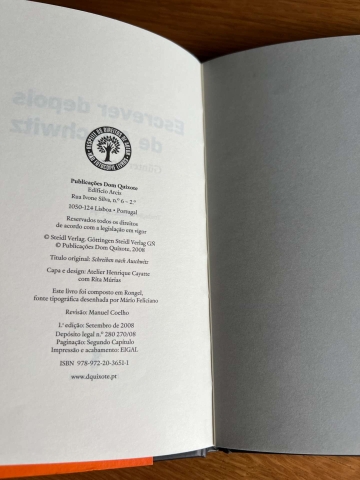 Escrever depois
de
Publicações Dom Quixote
Edifício Arcis
Rua Ivone Silva, n.º 6 – 2.º
1050-124 Lisboa • Portugal
Reservados todos os direitos
de acordo com a legislação em vigor
© Steidl Verlag, Göttingen Steidl Verlag GN
© Publicações Dom Quixote, 2008
Título original: Schreiben nach Auschwitz
Capa e design: Atelier Henrique Cayatte
com Rita Múrias
Este livro foi composto em Rongel,
fonte tipográfica desenhada por Mário Feliciano
Revisão: Manuel Coelho
1.ª edição: Setembro de 2008
Depósito legal n.º 280 270/08
Paginação: Segundo Capítulo
Impressão e acabamento: EIGAL
ISBN 978-972-20-3651-1
www.dquixote.pt